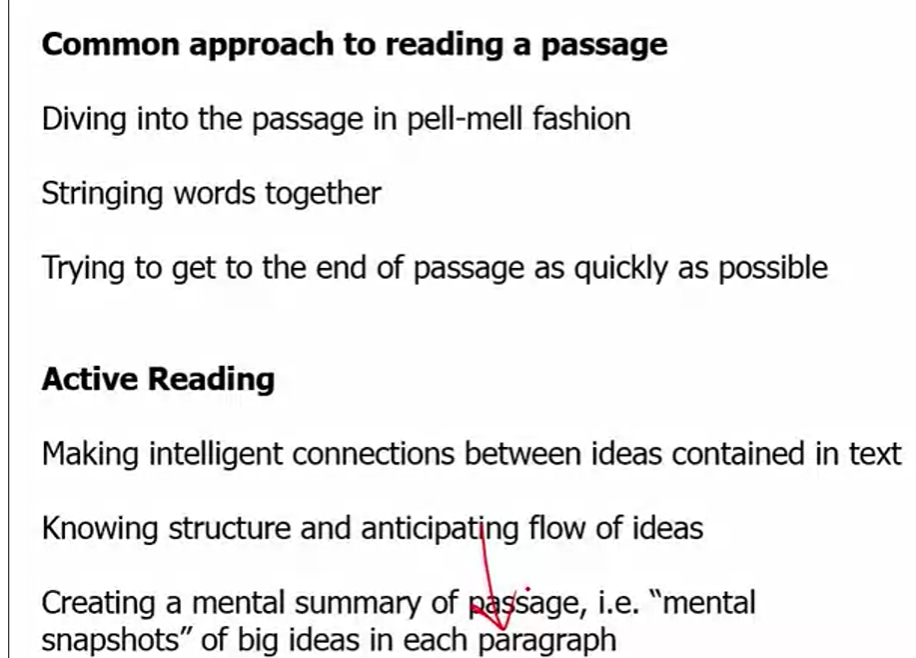 Common approach to reading a passage
Diving into the passage in pell-mell fashion
Stringing words together
Trying to get to the end of passage as quickly as possible
Active Reading
Making intelligent connections between ideas contained in text
Knowing structure and anticipating flow of ideas
Creating a mental summary of passage, i.e. “mental
snapshots” of big ideas in each paragraph